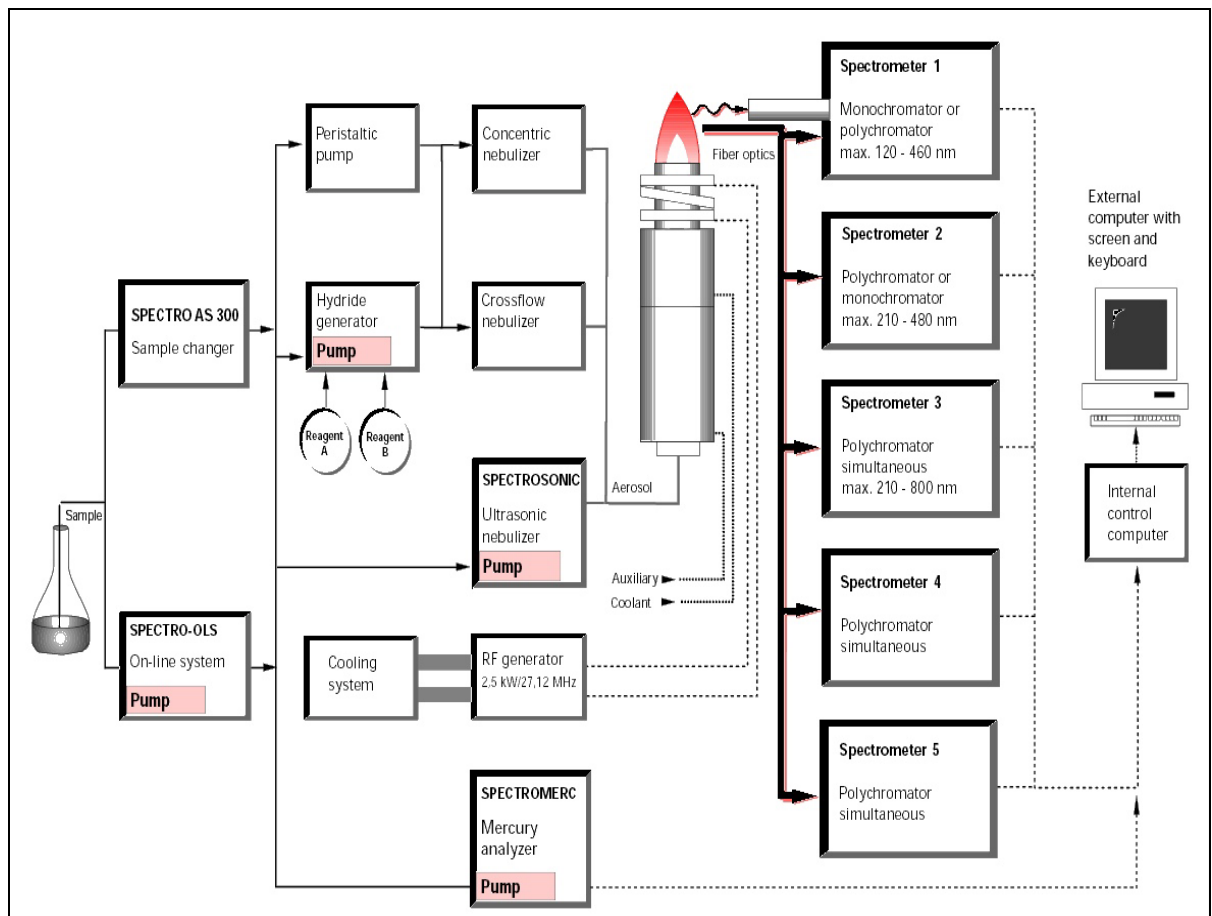 Spectrometer 1
Monochromator or
polychromator
max. 120 - 460 nm
Peristaltic
pump
Concentric
nebulizer
Fiber optics
External
computer with
screen and
keyboard
Spectrometer 2
Polychromator or
monochromator
max. 210 - 480 nm
SPECTRO AS 300
Sample changer
Hydride
generator
Pump
Crossflow
nebulizer
Reagent
A
Reagent
B
Spectrometer 3
Polychromator
simultaneous
max. 210 - 800 nm
Sample
SPECTROSONIC
Ultrasonic
nebulizer
Pump
Aerosol
Internal
control
computer
Auxiliary
Coolant
Spectrometer 4
Polychromator
simultaneous
SPECTRO-OLS
On-line system
Pump
Cooling
system
RF generator
2,5 kW/27,12 MHz
Spectrometer 5
Polychromator
simultaneous
SPECTROMERC
Mercury
analyzer
Pump